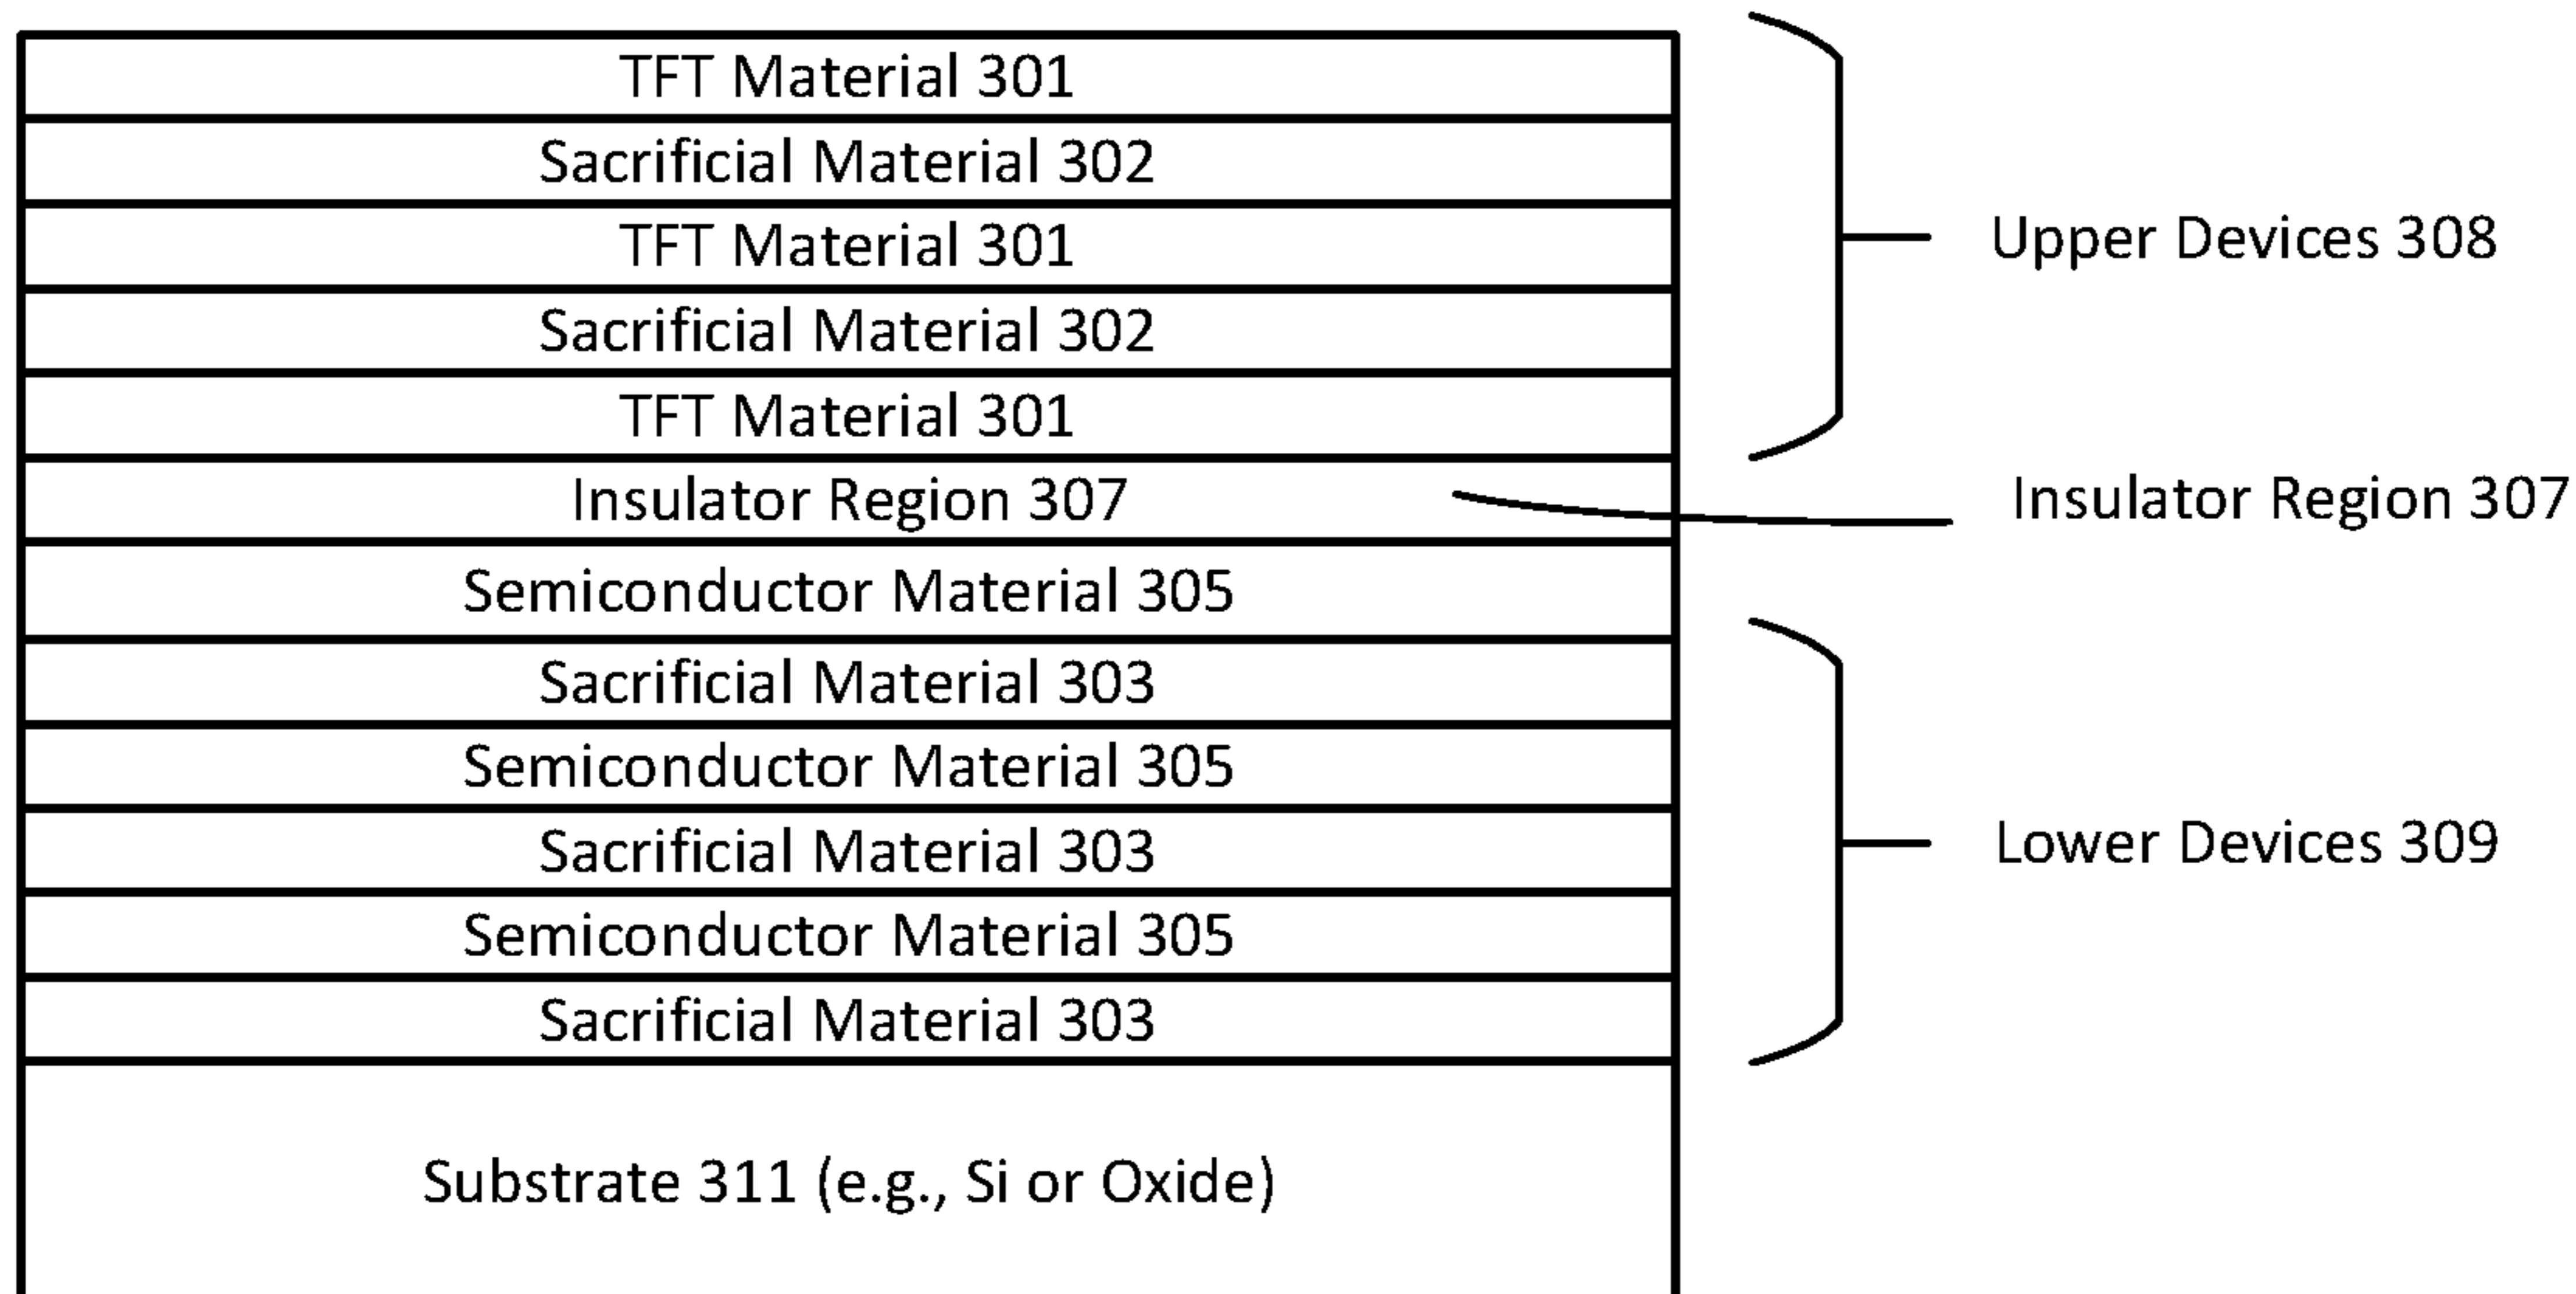 TFT Material 301
Sacrificial Material 302
TFT Material 301
Upper Devices 308
Sacrificial Material 302
TFT Material 301
Insulator Region 307
Insulator Region 307
Semiconductor Material 305
Sacrificial Material 303
Semiconductor Material 305
Sacrificial Material 303
Lower Devices 309
Semiconductor Material 305
Sacrificial Material 303
Substrate 311 (e.g., Si or Oxide)